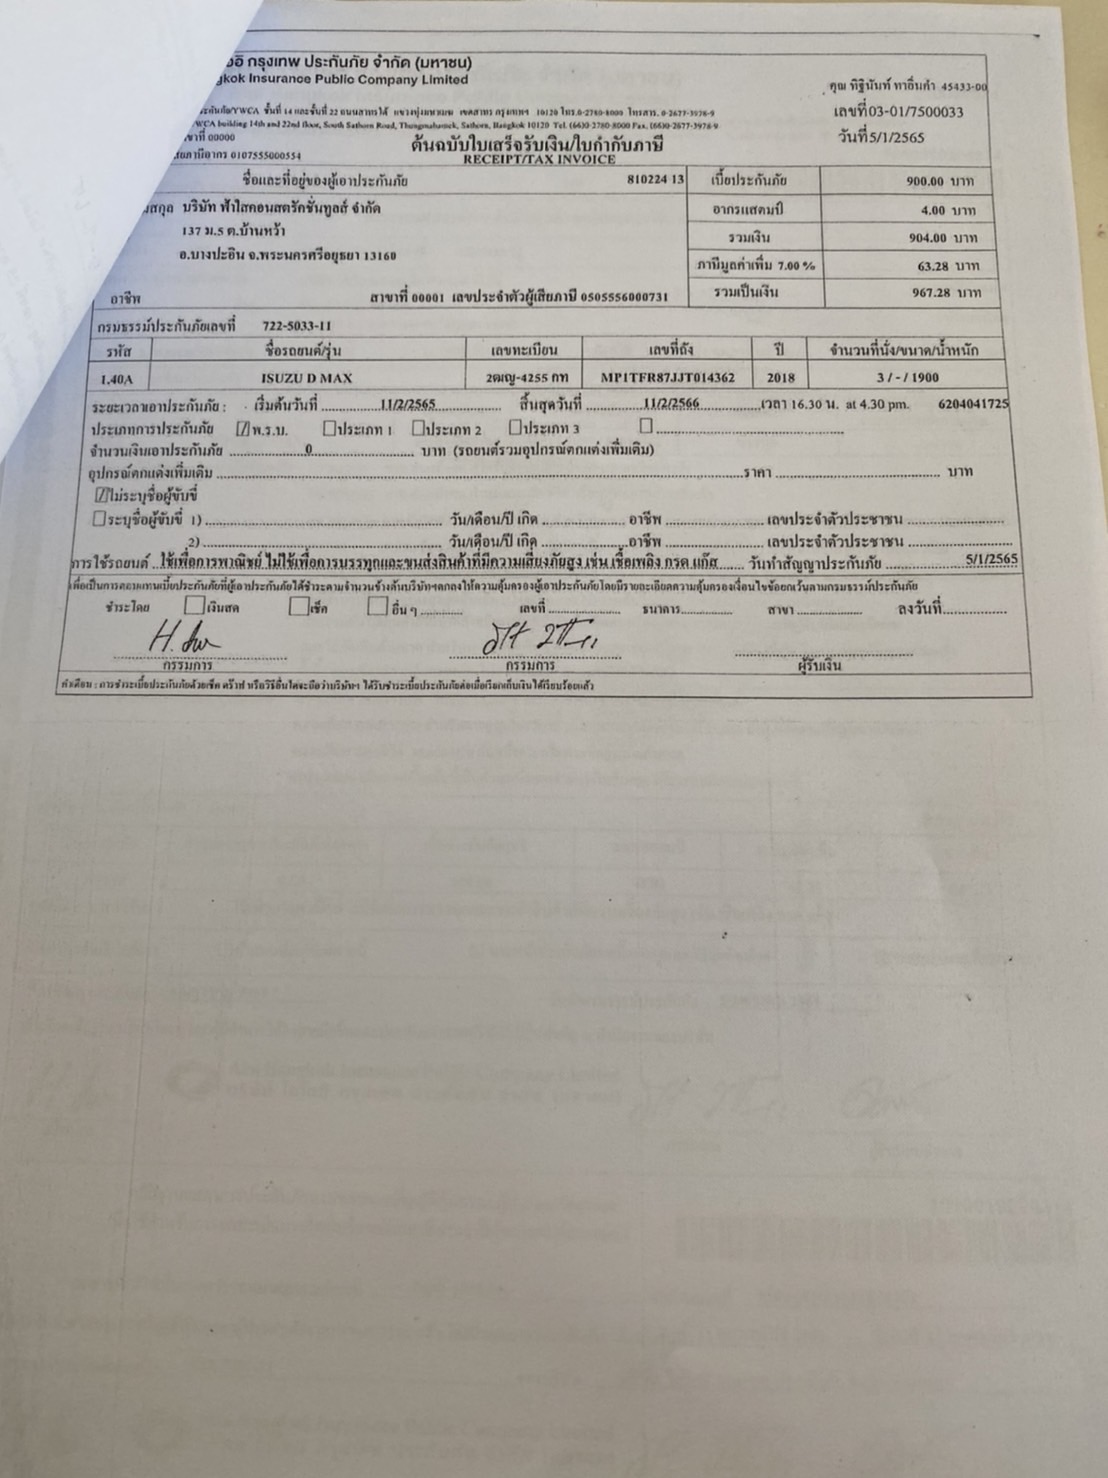 กรุงเทพ ประกันภัย จำกัด (มหาชน)
Insurance Public Company Limited
คุณ ทิฐินันท์ ทาอิ่นคำ 45433-00
YWCA ชั้นที่ 14 และชั้นที่ 22 ถนนสาทรใต้ แขวงทุ่งมหาเมฆ เขตสาทร กรุงเทพฯ 10120 โทร.0-2780-8000 โทรสาร. 0-2677-3978-9
เลขที่03-01/7500033
YWCA building 14th and 22nd floor, South Sathorn Road, Thungmahamek, Sathorn, Bangkok 10120 Tel. (660) 2-780-8000 Fax. (660)-2677-3978-9
ขาที่ 00000
วันที่5/1/2565
ต้นฉบับใบเสร็จรับเงิน/ใบกำกับภาษี
เสียภาษีอากร 0107555000554
RECEIPT/TAX INVOICE
ชื่อและที่อยู่ของผู้เอาประกันภัย 810224 13 เบี้ยประกันภัย 900.00 บาท
สกุล บริษัท ฟ้าใสคอนสตรัคชั่นทูลส์ จำกัด อากรแสตมป์ 4.00 บาท
137 ม.5 ต.บ้านหว้า รวมเงิน 904.00 บาท
อ.บางปะอิน จ.พระนครศรีอยุธยา 13160 ภาษีมูลค่าเพิ่ม 7.00 % 63.28 บาท
อาชีพ สาขาที่ 00001 เลขประจำตัวผู้เสียภาษี 0505556000731 รวมเป็นเงิน 967.28 บาท
กรมธรรม์ประกันภัยเลขที่ 722-5033-11
รหัส ชื่อรถยนต์/รุ่น เลขทะเบียน เลขที่ถัง ปี จำนวนที่นั่ง/ขนาด/น้ำหนัก
1.40A ISUZU D MAX 2ฒญ-4255 กท MP1TFR87JJT014362 2018 3 / - / 1900
ระยะเวลาเอาประกันภัย : เริ่มต้นวันที่ 11/2/2565 สิ้นสุดวันที่ 11/2/2566 เวลา 16.30 น. at 4.30 pm. 6204041725
ประเภทการประกันภัย [/] พ.ร.บ. ประเภท 1 ประเภท 2 ประเภท 3
จำนวนเงินเอาประกันภัย 0 บาท (รถยนต์รวมอุปกรณ์ตกแต่งเพิ่มเติม)
อุปกรณ์ตกแต่งเพิ่มเติม ราคา บาท
[/] ไม่ระบุชื่อผู้ขับขี่
ระบุชื่อผู้ขับขี่ 1) วัน/เดือน/ปี เกิด อาชีพ เลขประจำตัวประชาชน
2) วัน/เดือน/ปี เกิด อาชีพ เลขประจำตัวประชาชน
การใช้รถยนต์ ใช้เพื่อการพาณิชย์ ไม่ใช้เพื่อการบรรทุกและขนส่งสินค้าที่มีความเสี่ยงภัยสูง เช่น เชื้อเพลิง กรด แก๊ส วันทำสัญญาประกันภัย 5/1/2565
เพื่อเป็นการตอบแทนเบี้ยประกันภัยที่ผู้เอาประกันภัยได้ชำระตามจำนวนข้างต้นบริษัทฯตกลงให้ความคุ้มครองผู้เอาประกันภัยโดยมีรายละเอียดความคุ้มครองเงื่อนไขข้อยกเว้นตามกรมธรรม์ประกันภัย
ชำระโดย เงินสด เช็ค อื่น ๆ เลขที่ ธนาคาร สาขา ลงวันที่
กรรมการ กรรมการ ผู้รับเงิน
คำเตือน : การชำระเบี้ยประกันภัยด้วยเช็ค ดร๊าฟ หรือวิธีอื่นใดจะถือว่าบริษัทฯ ได้รับชำระเบี้ยประกันภัยต่อเมื่อเรียกเก็บเงินได้เรียบร้อยแล้ว